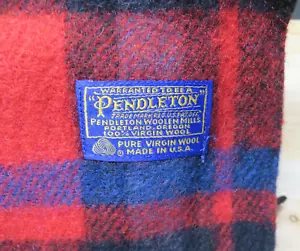 WARRANTED TO BE A
"PENDLETON"
TRADE MARK REG. U.S. PAT. OFF.
PENDLETON WOOLEN MILLS
PORTLAND, OREGON
100% VIRGIN WOOL
PURE VIRGIN WOOL
MADE IN U.S.A.